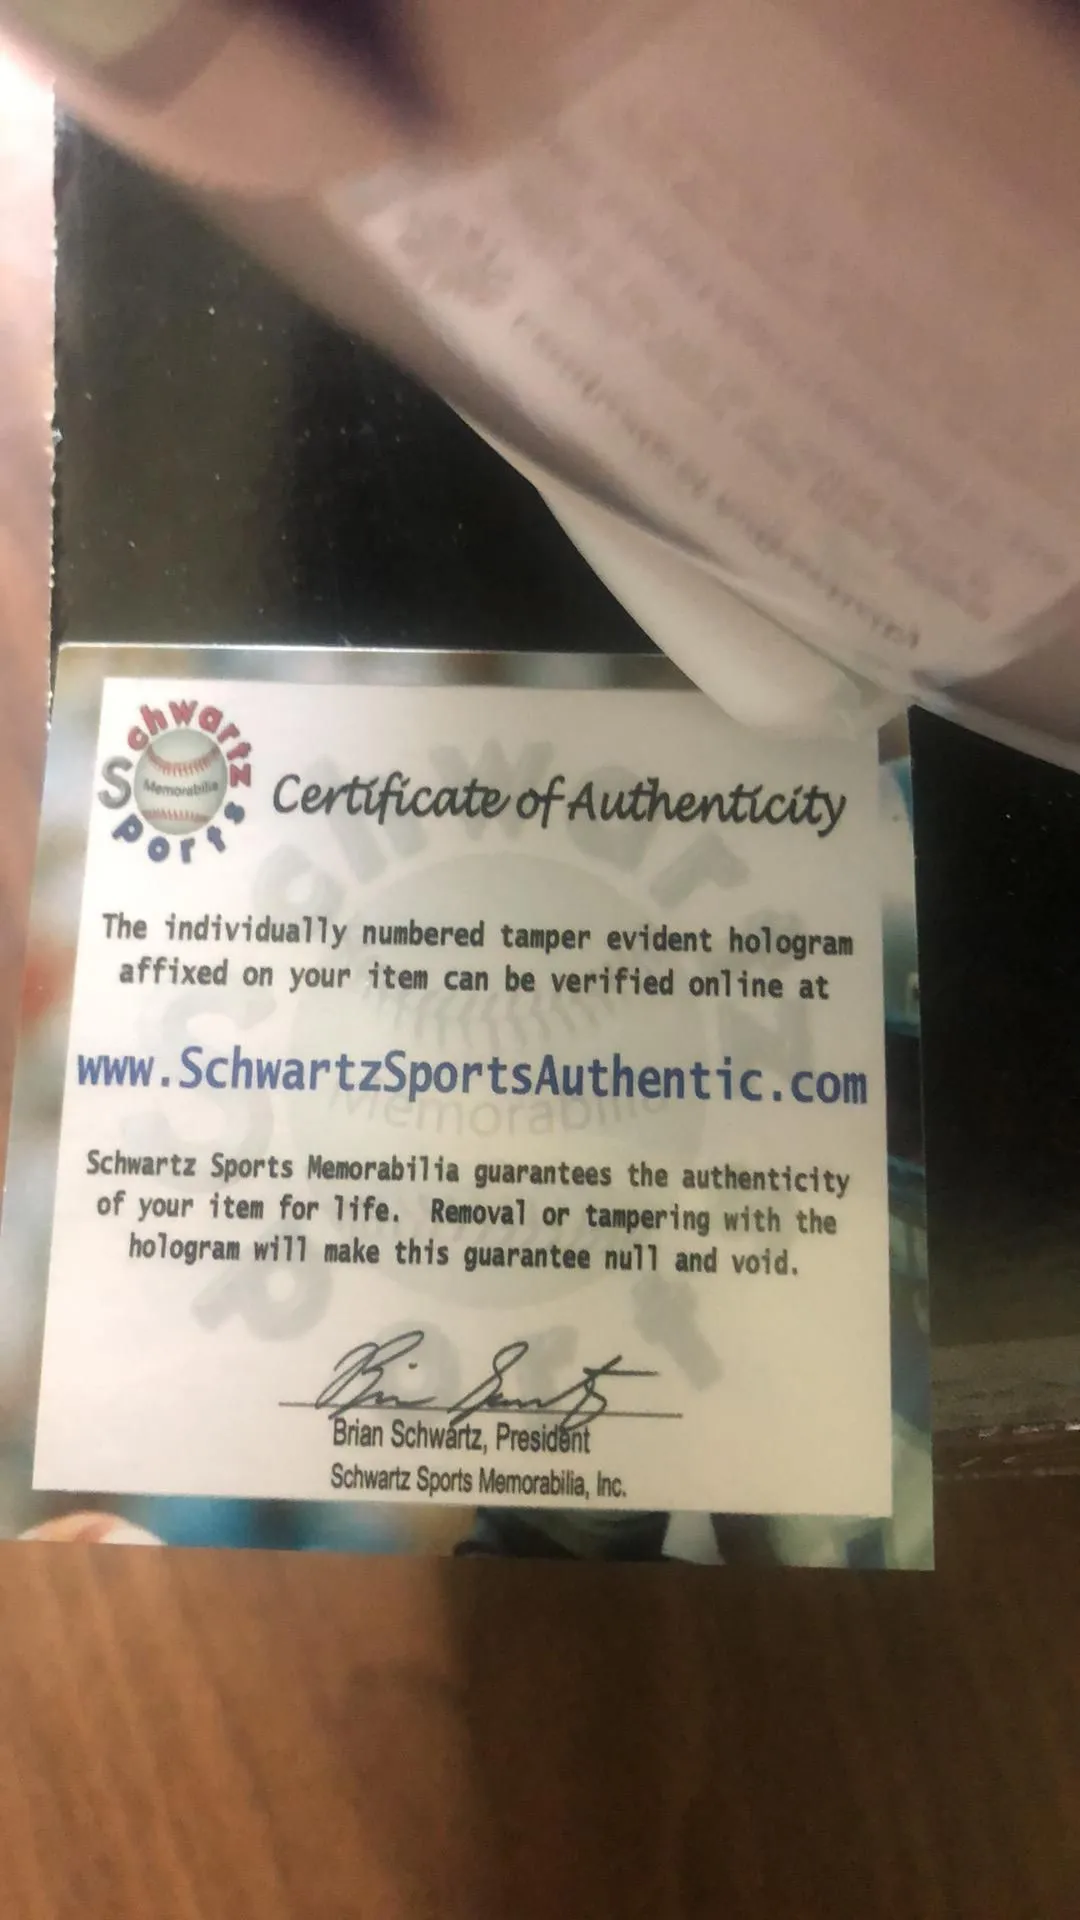 Schwartz
Sports
Memorabilia
Certificate of Authenticity
The individually numbered tamper evident hologram
affixed on your item can be verified online at
www.SchwartzSportsAuthentic.com
Schwartz Sports Memorabilia guarantees the authenticity
of your item for life. Removal or tampering with the
hologram will make this guarantee null and void.
Brian Schwartz, President
Schwartz Sports Memorabilia, Inc.